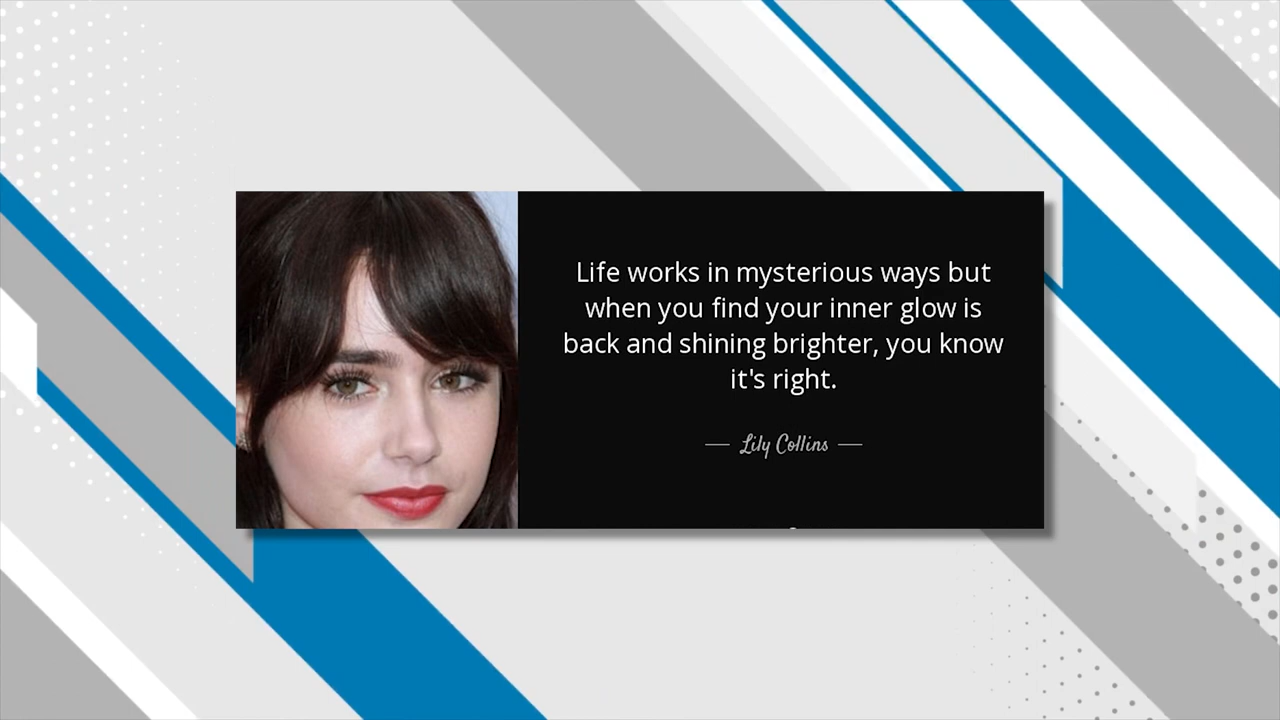 Life works in mysterious ways but
when you find your inner glow is
back and shining brighter, you know
it's right.
Lily Collins